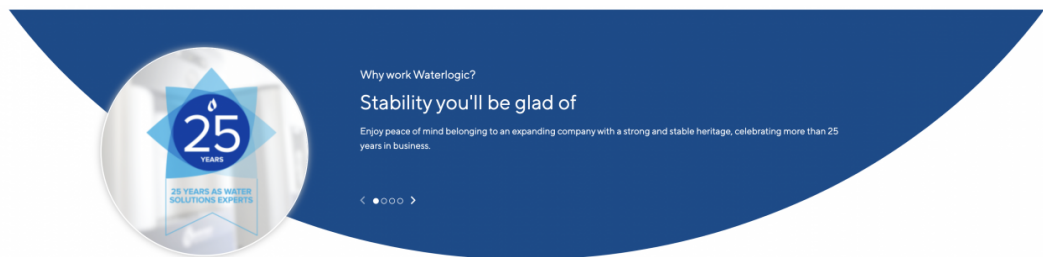 Why work Waterlogic?
Stability you'll be glad of
Enjoy peace of mind belonging to an expanding company with a strong and stable heritage, celebrating more than 25
years in business.
25
YEARS
25 YEARS AS WATER
SOLUTIONS EXPERTS